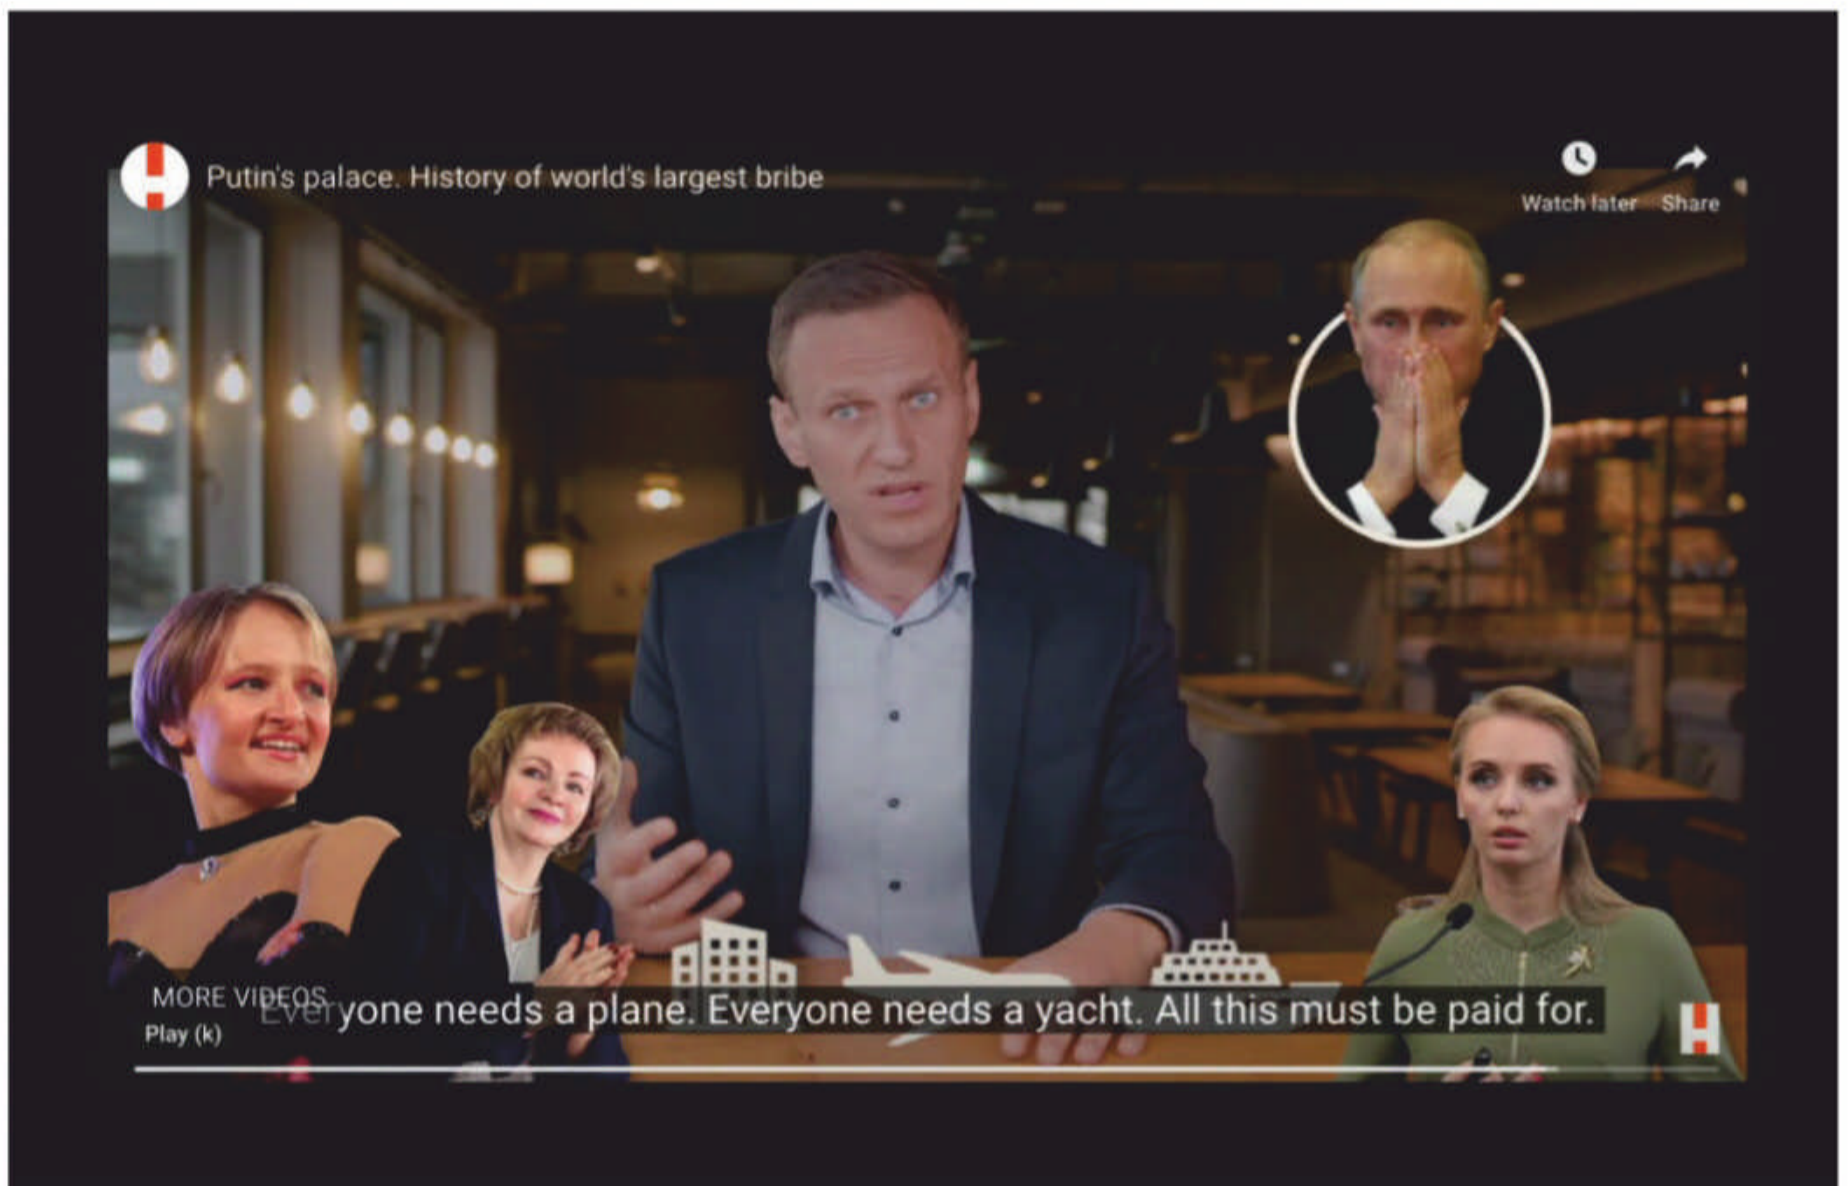 Putin's palace. History of world's largest bribe
Watch later
Share
MORE VIDEOS
Everyone needs a plane. Everyone needs a yacht. All this must be paid for.
Play (k)